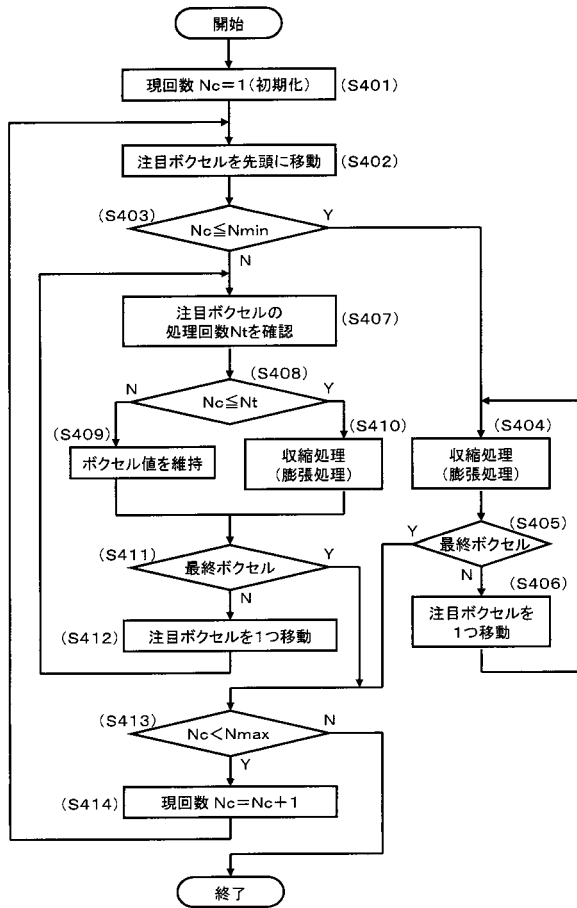 開始
現回数 Nc=1(初期化)
(S401)
注目ボクセルを先頭に移動
(S402)
(S403)
Nc≦Nmin
Y
N
注目ボクセルの
処理回数Ntを確認
(S407)
(S408)
N
Nc≦Nt
Y
(S409)
ボクセル値を維持
(S410)
収縮処理
(膨張処理)
(S404)
収縮処理
(膨張処理)
(S405)
Y
最終ボクセル
N
(S406)
注目ボクセルを
1つ移動
(S411)
最終ボクセル
Y
N
(S412)
注目ボクセルを1つ移動
(S413)
Nc<Nmax
N
Y
(S414)
現回数 Nc=Nc+1
終了